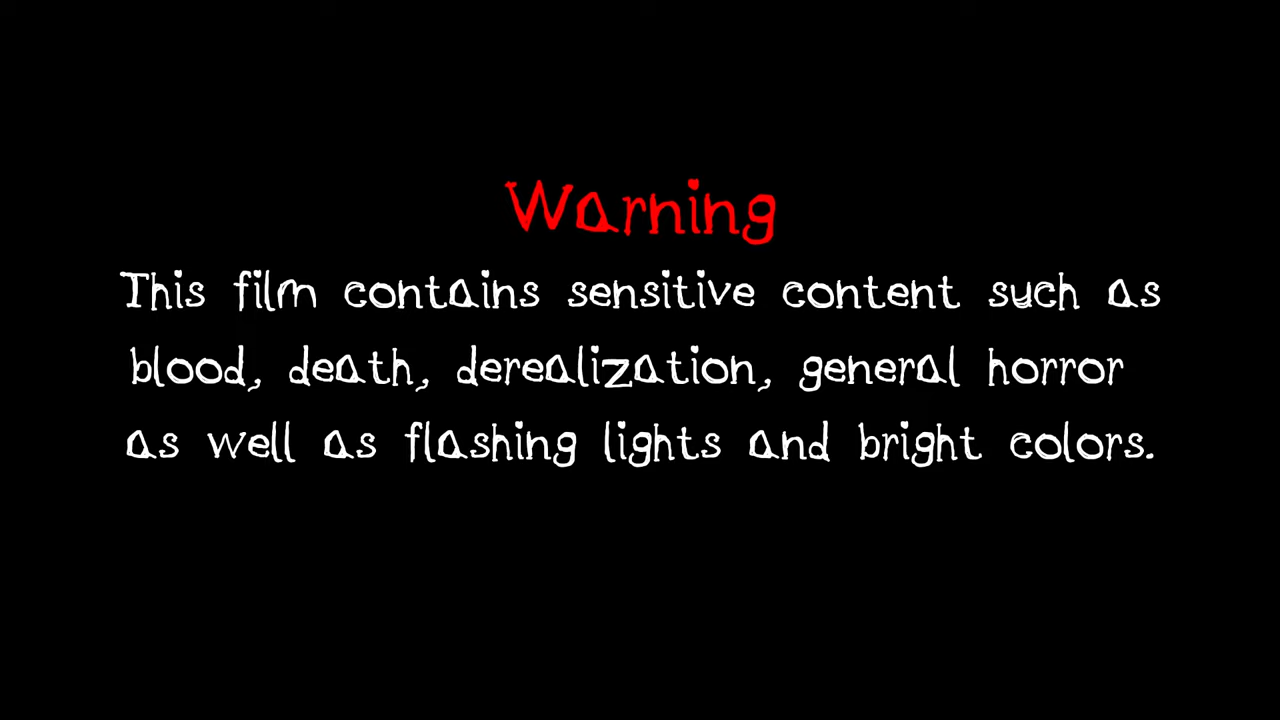 Warning
This film contains sensitive content such as
blood, death, derealization, general horror
as well as flashing lights and bright colors.